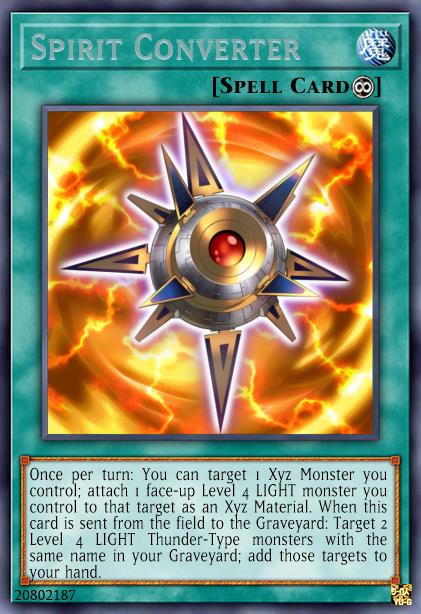 Spirit Converter
魔
[Spell Card∞]
Once per turn: You can target 1 Xyz Monster you
control; attach 1 face-up Level 4 LIGHT monster you
control to that target as an Xyz Material. When this
card is sent from the field to the Graveyard: Target 2
Level 4 LIGHT Thunder-Type monsters with the
same name in your Graveyard; add those targets to
your hand.
20802187